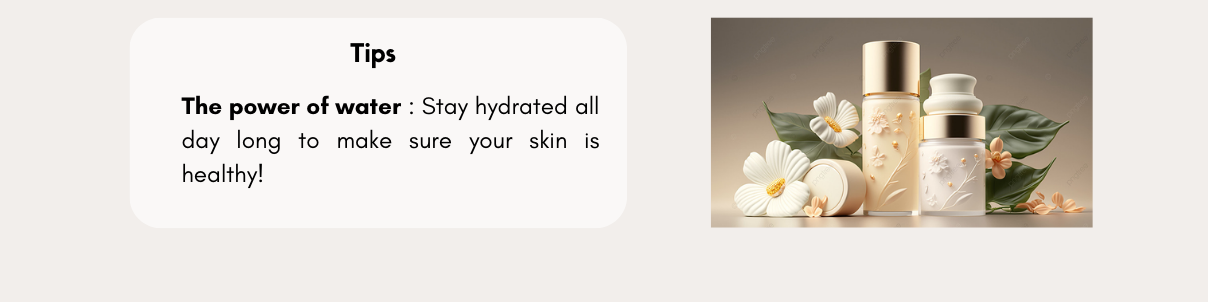 Tips
The power of water : Stay hydrated all
day long to make sure your skin is
healthy!